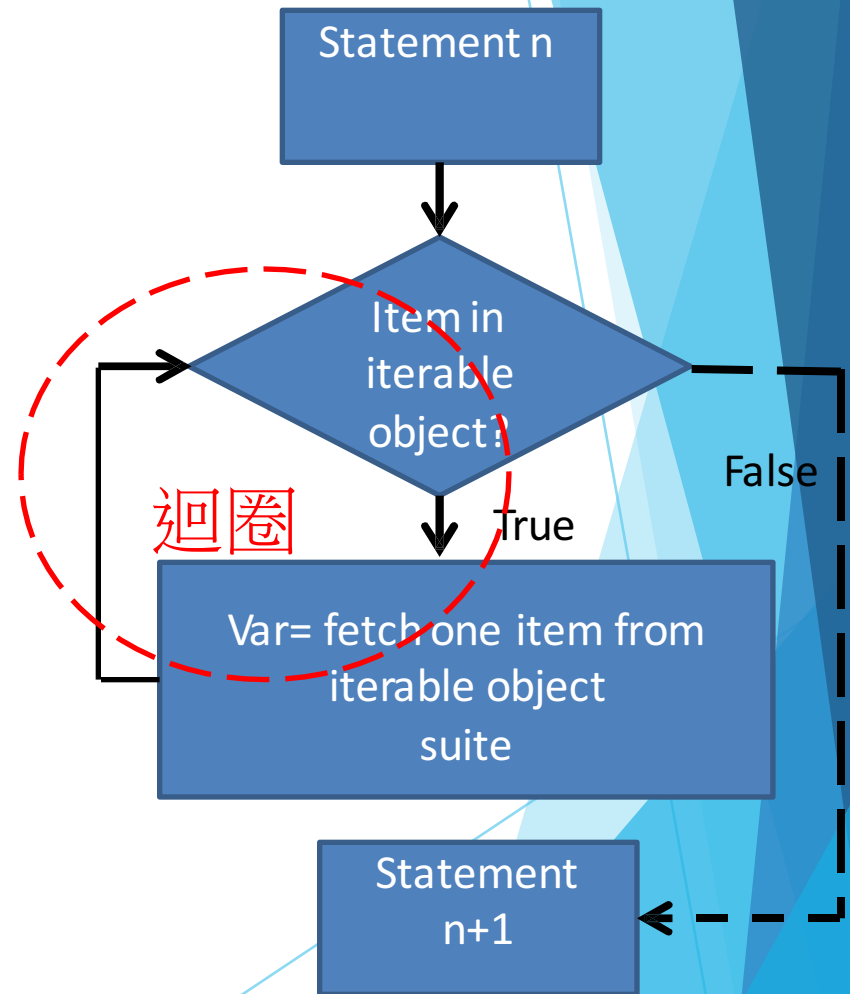 Statement n
Item in
iterable
object?
False
迴圈
True
Var= fetch one item from
iterable object
suite
Statement
n+1